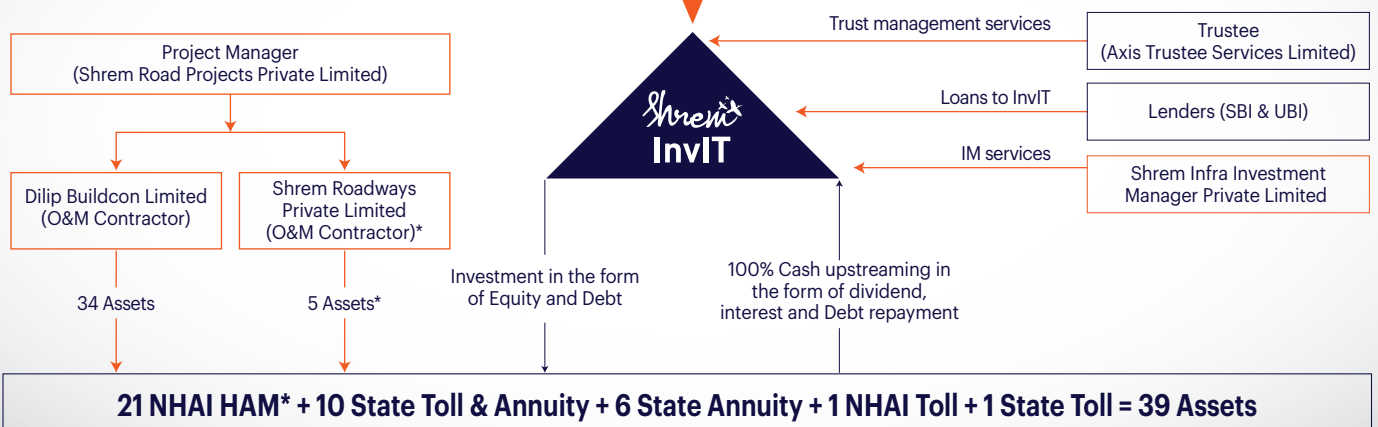 Project Manager
(Shrem Road Projects Private Limited)
Dilip Buildcon Limited
(O&M Contractor)
Shrem Roadways
Private Limited
(O&M Contractor)*
34 Assets
5 Assets*
Shrem
InvIT
Investment in the form
of Equity and Debt
100% Cash upstreaming in
the form of dividend,
interest and Debt repayment
Trust management services
Trustee
(Axis Trustee Services Limited)
Loans to InvIT
Lenders (SBI & UBI)
IM services
Shrem Infra Investment
Manager Private Limited
21 NHAI HAM* + 10 State Toll & Annuity + 6 State Annuity + 1 NHAI Toll + 1 State Toll = 39 Assets